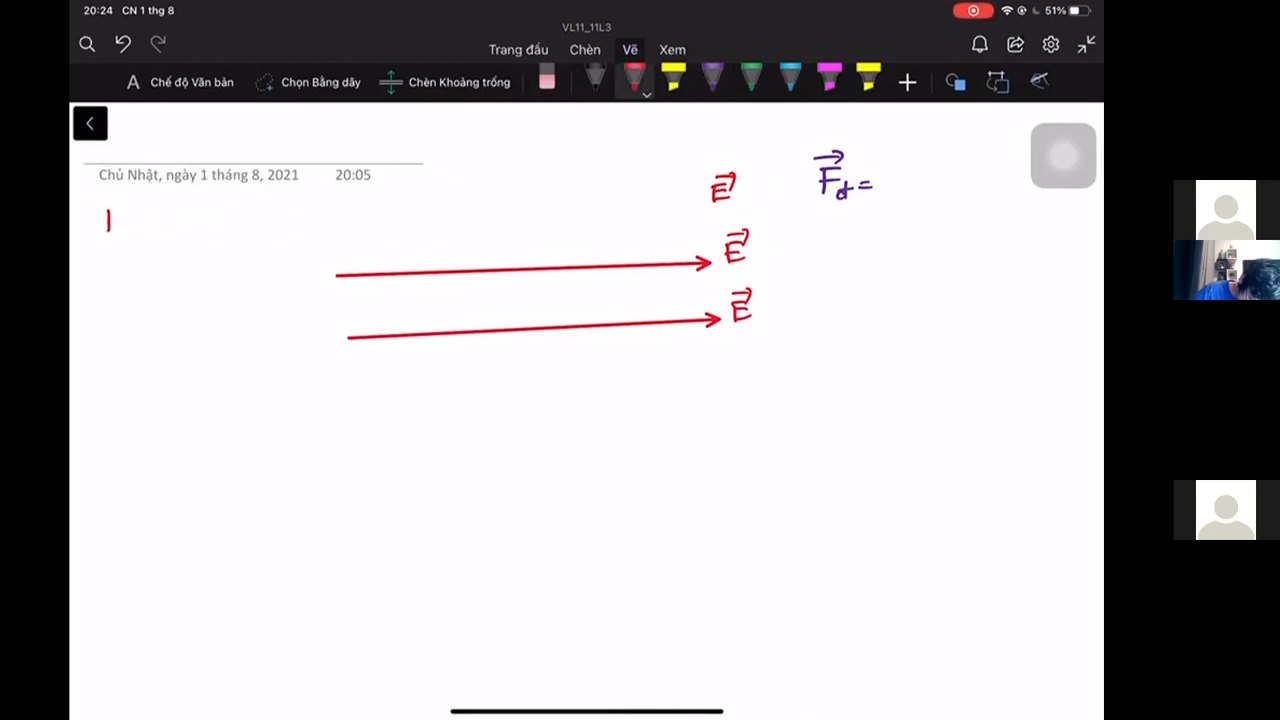 20:24 CN 1 thg 8
51%
VL11_11L3
Trang đầu Chèn Vẽ Xem
A Chế độ Văn bản Chọn Bằng dây Chèn Khoảng trống
Chủ Nhật, ngày 1 tháng 8, 2021 20:05
E⃗
F⃗đ =
I
E⃗
E⃗